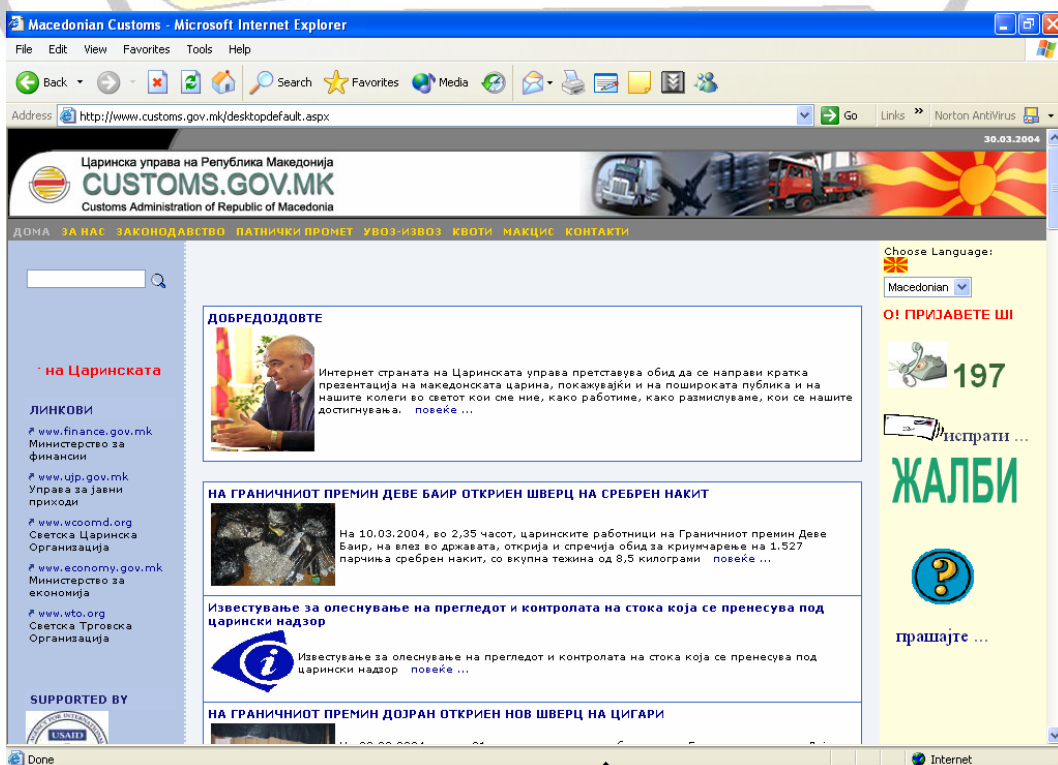 Macedonian Customs - Microsoft Internet Explorer
File Edit View Favorites Tools Help
Back Search Favorites Media
Address http://www.customs.gov.mk/desktopdefault.aspx Go Links » Norton AntiVirus
30.03.2004
Царинска управа на Република Македонија
CUSTOMS.GOV.MK
Customs Administration of Republic of Macedonia
ДОМА ЗА НАС ЗАКОНОДАВСТВО ПАТНИЧКИ ПРОМЕТ УВОЗ-ИЗВОЗ КВОТИ МАКЦИС КОНТАКТИ
на Царинската
ЛИНКОВИ
www.finance.gov.mk
Министерство за
финансии
www.ujp.gov.mk
Управа за јавни
приходи
www.wcoomd.org
Светска Царинска
Организација
www.economy.gov.mk
Министерство за
економија
www.wto.org
Светска Трговска
Организација
SUPPORTED BY
USAID
ДОБРЕДОЈДОВТЕ
Интернет страната на Царинската управа претставува обид да се направи кратка
презентација на македонската царина, покажувајќи и на пошироката публика и на
нашите колеги во светот кои сме ние, како работиме, како размислуваме, кои се нашите
достигнувања. повеќе ...
НА ГРАНИЧНИОТ ПРЕМИН ДЕВЕ БАИР ОТКРИЕН ШВЕРЦ НА СРЕБРЕН НАКИТ
На 10.03.2004, во 2,35 часот, царинските работници на Граничниот премин Деве
Баир, на влез во државата, открија и спречија обид за криумчарење на 1.527
парчиња сребрен накит, со вкупна тежина од 8,5 килограми повеќе ...
Известување за олеснување на прегледот и контролата на стока која се пренесува под
царински надзор
Известување за олеснување на прегледот и контролата на стока која се пренесува под
царински надзор повеќе ...
НА ГРАНИЧНИОТ ПРЕМИН ДОЈРАН ОТКРИЕН НОВ ШВЕРЦ НА ЦИГАРИ
Choose Language:
Macedonian
О! ПРИЈАВЕТЕ ШІ
197
испрати ...
ЖАЛБИ
прашајте ...
Done Internet